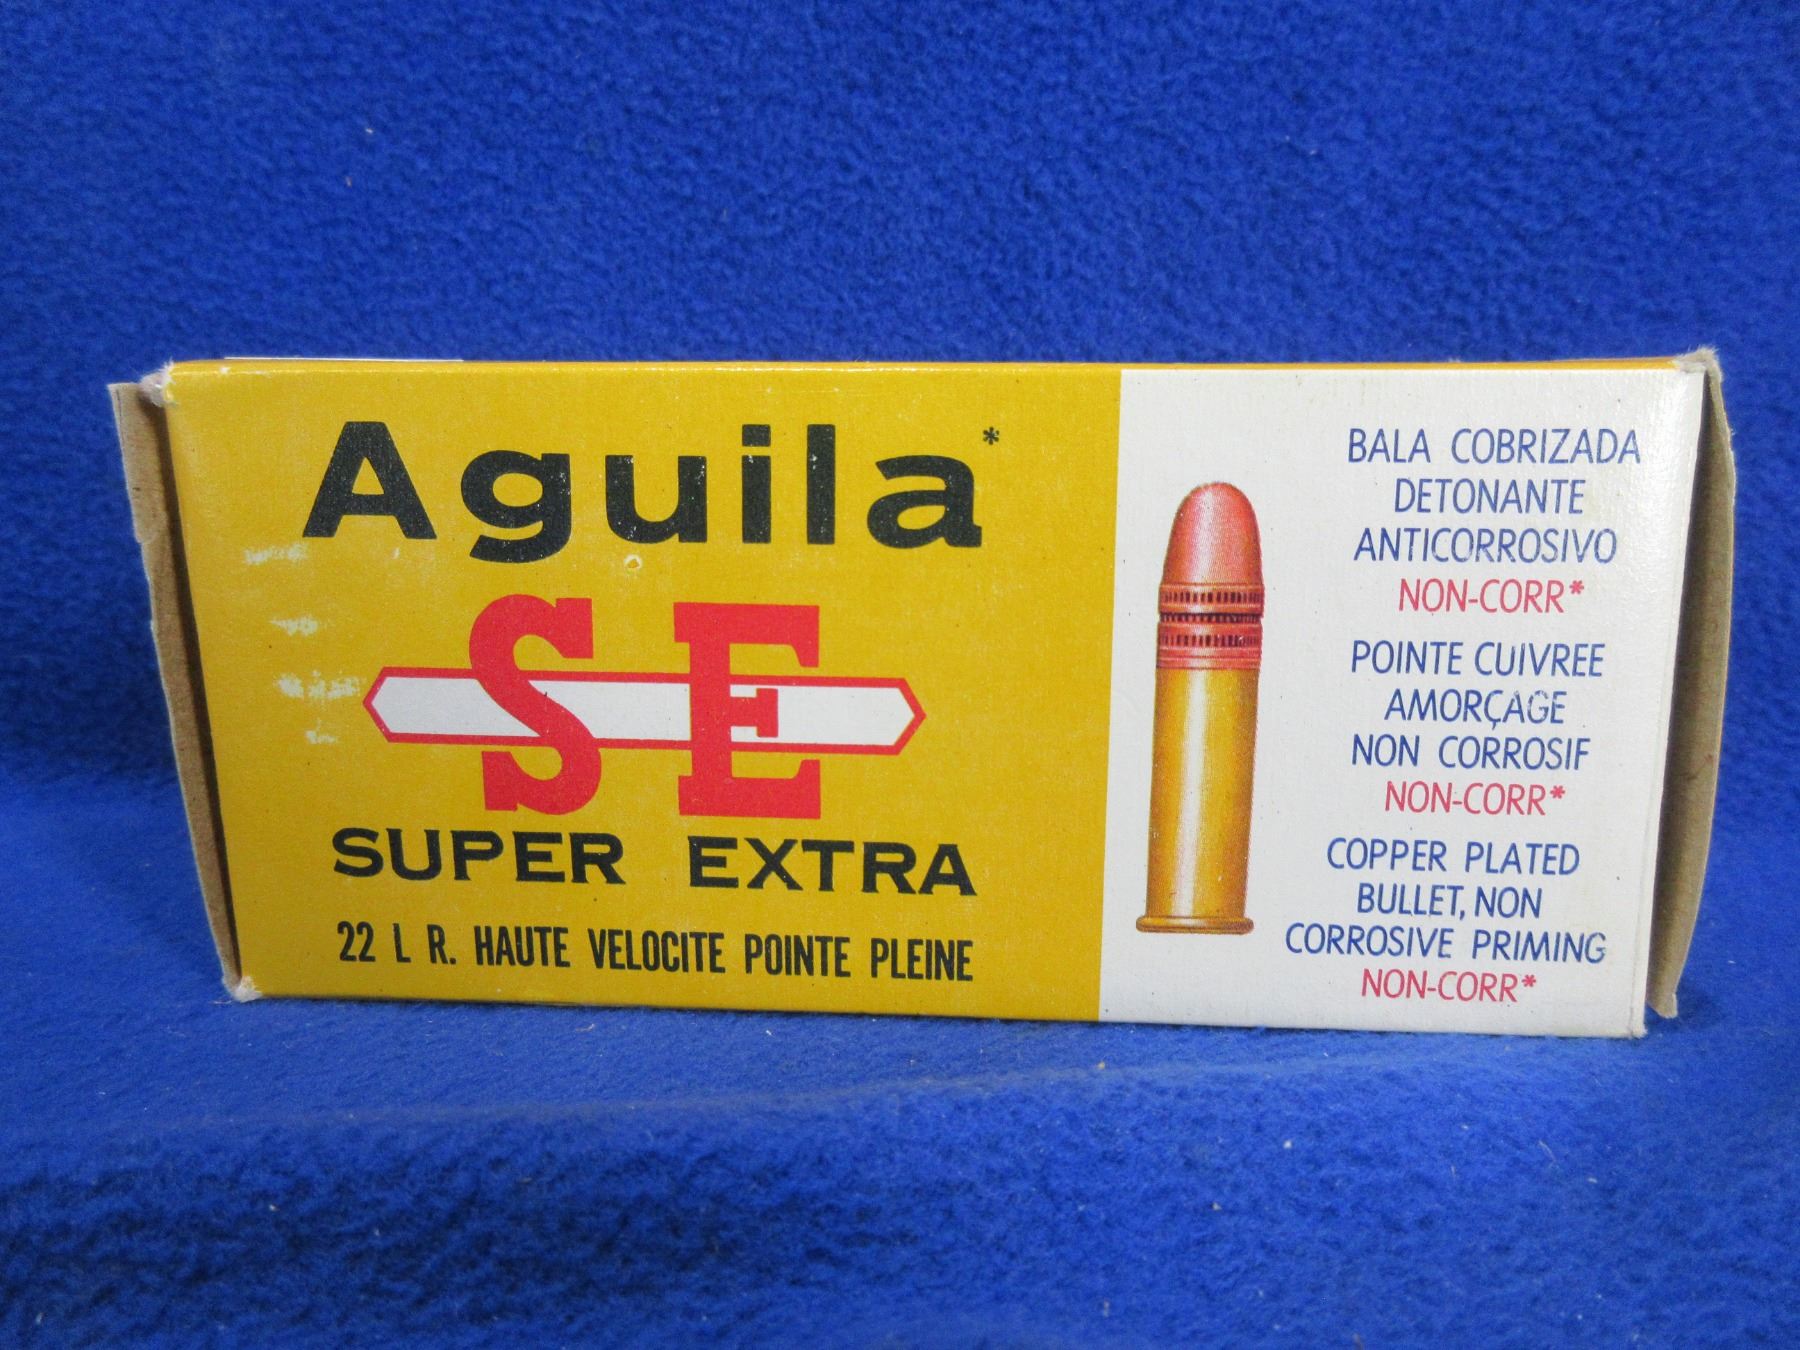 Aguila*
SE
SUPER EXTRA
22 L R. HAUTE VELOCITE POINTE PLEINE
BALA COBRIZADA
DETONANTE
ANTICORROSIVO
NON-CORR*
POINTE CUIVREE
AMORÇAGE
NON CORROSIF
NON-CORR*
COPPER PLATED
BULLET, NON
CORROSIVE PRIMING
NON-CORR*